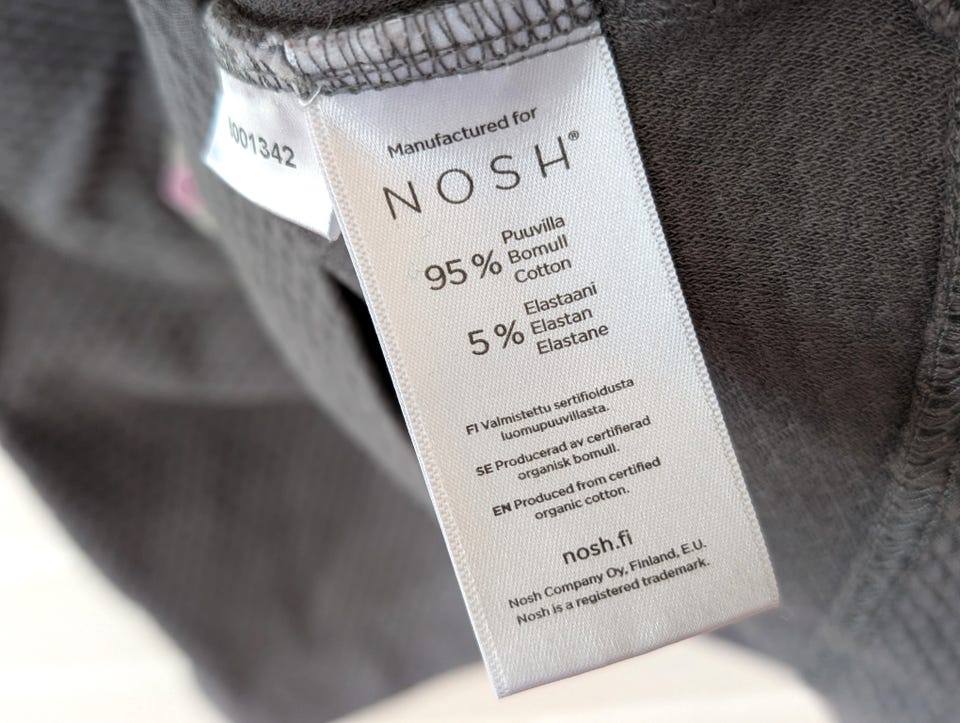 1001342
Manufactured for
NOSH®
95% Puuvilla
Bomull
Cotton
5% Elastaani
Elastan
Elastane
FI Valmistettu sertifioidusta
luomupuuvillasta.
SE Producerad av certifierad
organisk bomull.
EN Produced from certified
organic cotton.
nosh.fi
Nosh Company Oy, Finland, E.U.
Nosh is a registered trademark.